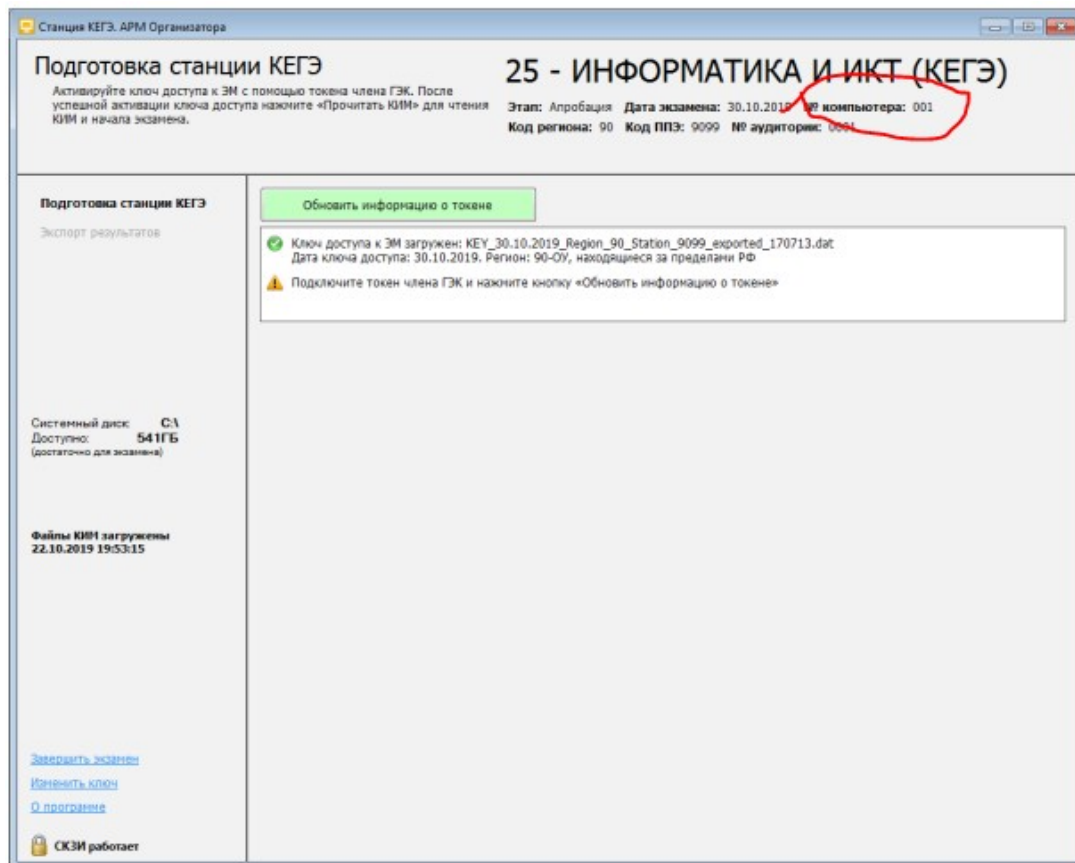 Станция КЕГЭ. АРМ Организатора
Подготовка станции КЕГЭ
Активируйте ключ доступа к ЭМ с помощью токена члена ГЭК. После
успешной активации ключа доступа нажмите «Прочитать КИМ» для чтения
КИМ и начала экзамена.
25 - ИНФОРМАТИКА И ИКТ (КЕГЭ)
Этап: Апробация Дата экзамена: 30.10.2019 № компьютера: 001
Код региона: 90 Код ППЭ: 9099 № аудитории: 0001
Подготовка станции КЕГЭ
Экспорт результатов
Обновить информацию о токене
Ключ доступа к ЭМ загружен: KEY_30.10.2019_Region_90_Station_9099_exported_170713.dat
Дата ключа доступа: 30.10.2019. Регион: 90-ОУ, находящиеся за пределами РФ
Подключите токен члена ГЭК и нажмите кнопку «Обновить информацию о токене»
Системный диск: C:\
Доступно: 541ГБ
(достаточно для экзамена)
Файлы КИМ загружены
22.10.2019 19:53:15
Завершить экзамен
Изменить ключ
О программе
СКЗИ работает